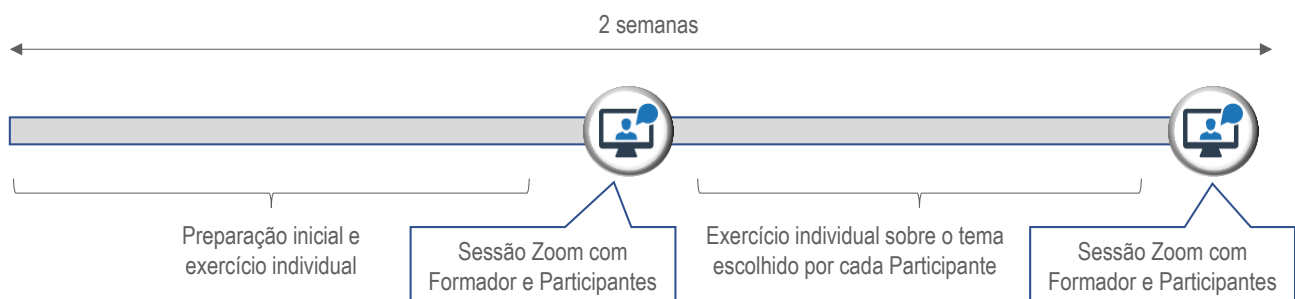 2 semanas
Preparação inicial e
exercício individual
Sessão Zoom com
Formador e Participantes
Exercício individual sobre o tema
escolhido por cada Participante
Sessão Zoom com
Formador e Participantes